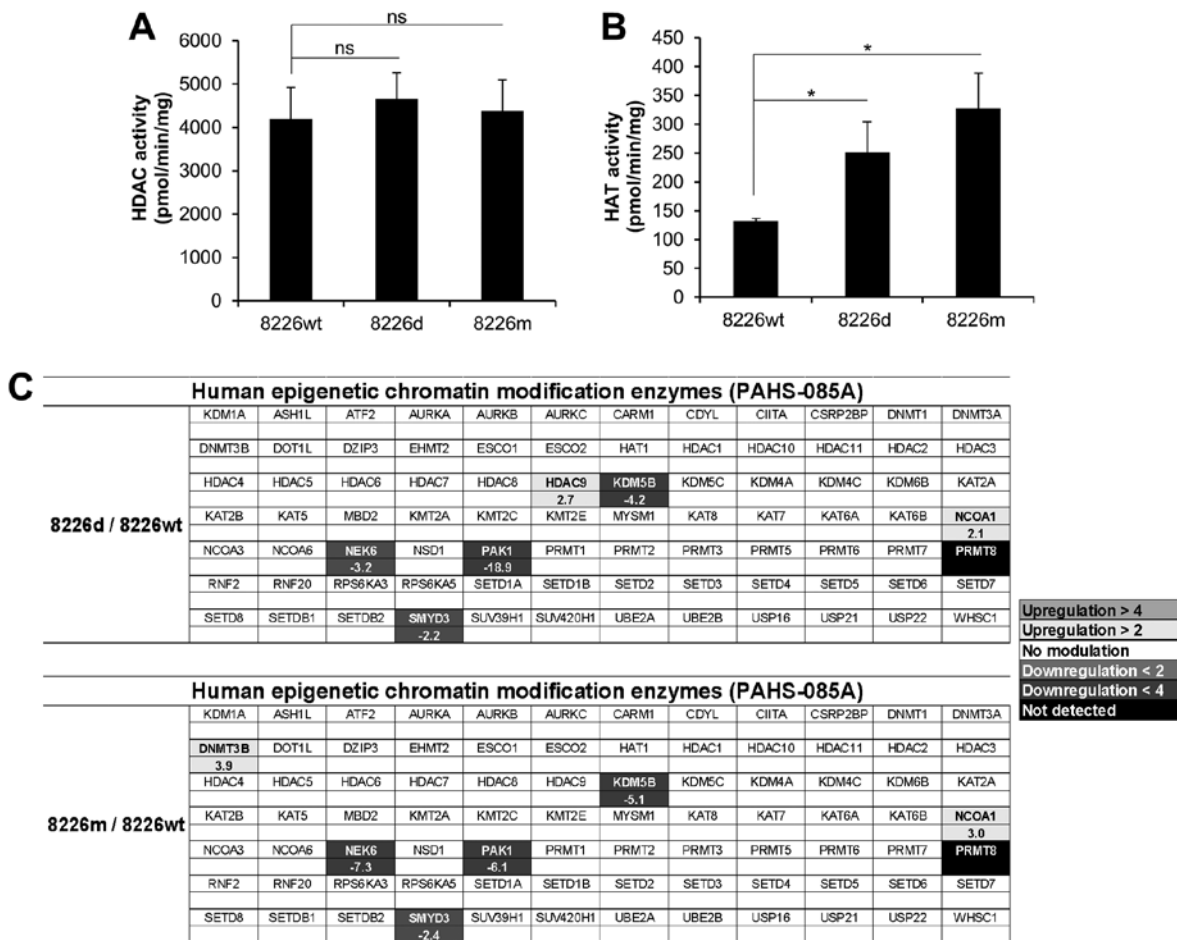 A
HDAC activity
(pmol/min/mg)
6000
5000
4000
3000
2000
1000
0
ns
ns
8226wt 8226d 8226m
B
HAT activity
(pmol/min/mg)
450
400
350
300
250
200
150
100
50
0
*
*
8226wt 8226d 8226m
C
Human epigenetic chromatin modification enzymes (PAHS-085A)
8226d / 8226wt
KDM1A ASH1L ATF2 AURKA AURKB AURKC CARM1 CDYL CIITA CSRP2BP DNMT1 DNMT3A
DNMT3B DOT1L DZIP3 EHMT2 ESCO1 ESCO2 HAT1 HDAC1 HDAC10 HDAC11 HDAC2 HDAC3
HDAC4 HDAC5 HDAC6 HDAC7 HDAC8 HDAC9 KDM5B KDM5C KDM4A KDM4C KDM6B KAT2A
2.7 -4.2
KAT2B KAT5 MBD2 KMT2A KMT2C KMT2E MYSM1 KAT8 KAT7 KAT6A KAT6B NCOA1
2.1
NCOA3 NCOA6 NEK6 NSD1 PAK1 PRMT1 PRMT2 PRMT3 PRMT5 PRMT6 PRMT7 PRMT8
-3.2 -18.9
RNF2 RNF20 RPS6KA3 RPS6KA5 SETD1A SETD1B SETD2 SETD3 SETD4 SETD5 SETD6 SETD7
SETD8 SETDB1 SETDB2 SMYD3 SUV39H1 SUV420H1 UBE2A UBE2B USP16 USP21 USP22 WHSC1
-2.2
Upregulation > 4
Upregulation > 2
No modulation
Downregulation < 2
Downregulation < 4
Not detected
Human epigenetic chromatin modification enzymes (PAHS-085A)
8226m / 8226wt
KDM1A ASH1L ATF2 AURKA AURKB AURKC CARM1 CDYL CIITA CSRP2BP DNMT1 DNMT3A
DNMT3B DOT1L DZIP3 EHMT2 ESCO1 ESCO2 HAT1 HDAC1 HDAC10 HDAC11 HDAC2 HDAC3
3.9
HDAC4 HDAC5 HDAC6 HDAC7 HDAC8 HDAC9 KDM5B KDM5C KDM4A KDM4C KDM6B KAT2A
-5.1
KAT2B KAT5 MBD2 KMT2A KMT2C KMT2E MYSM1 KAT8 KAT7 KAT6A KAT6B NCOA1
3.0
NCOA3 NCOA6 NEK6 NSD1 PAK1 PRMT1 PRMT2 PRMT3 PRMT5 PRMT6 PRMT7 PRMT8
-7.3 -6.1
RNF2 RNF20 RPS6KA3 RPS6KA5 SETD1A SETD1B SETD2 SETD3 SETD4 SETD5 SETD6 SETD7
SETD8 SETDB1 SETDB2 SMYD3 SUV39H1 SUV420H1 UBE2A UBE2B USP16 USP21 USP22 WHSC1
-2.4